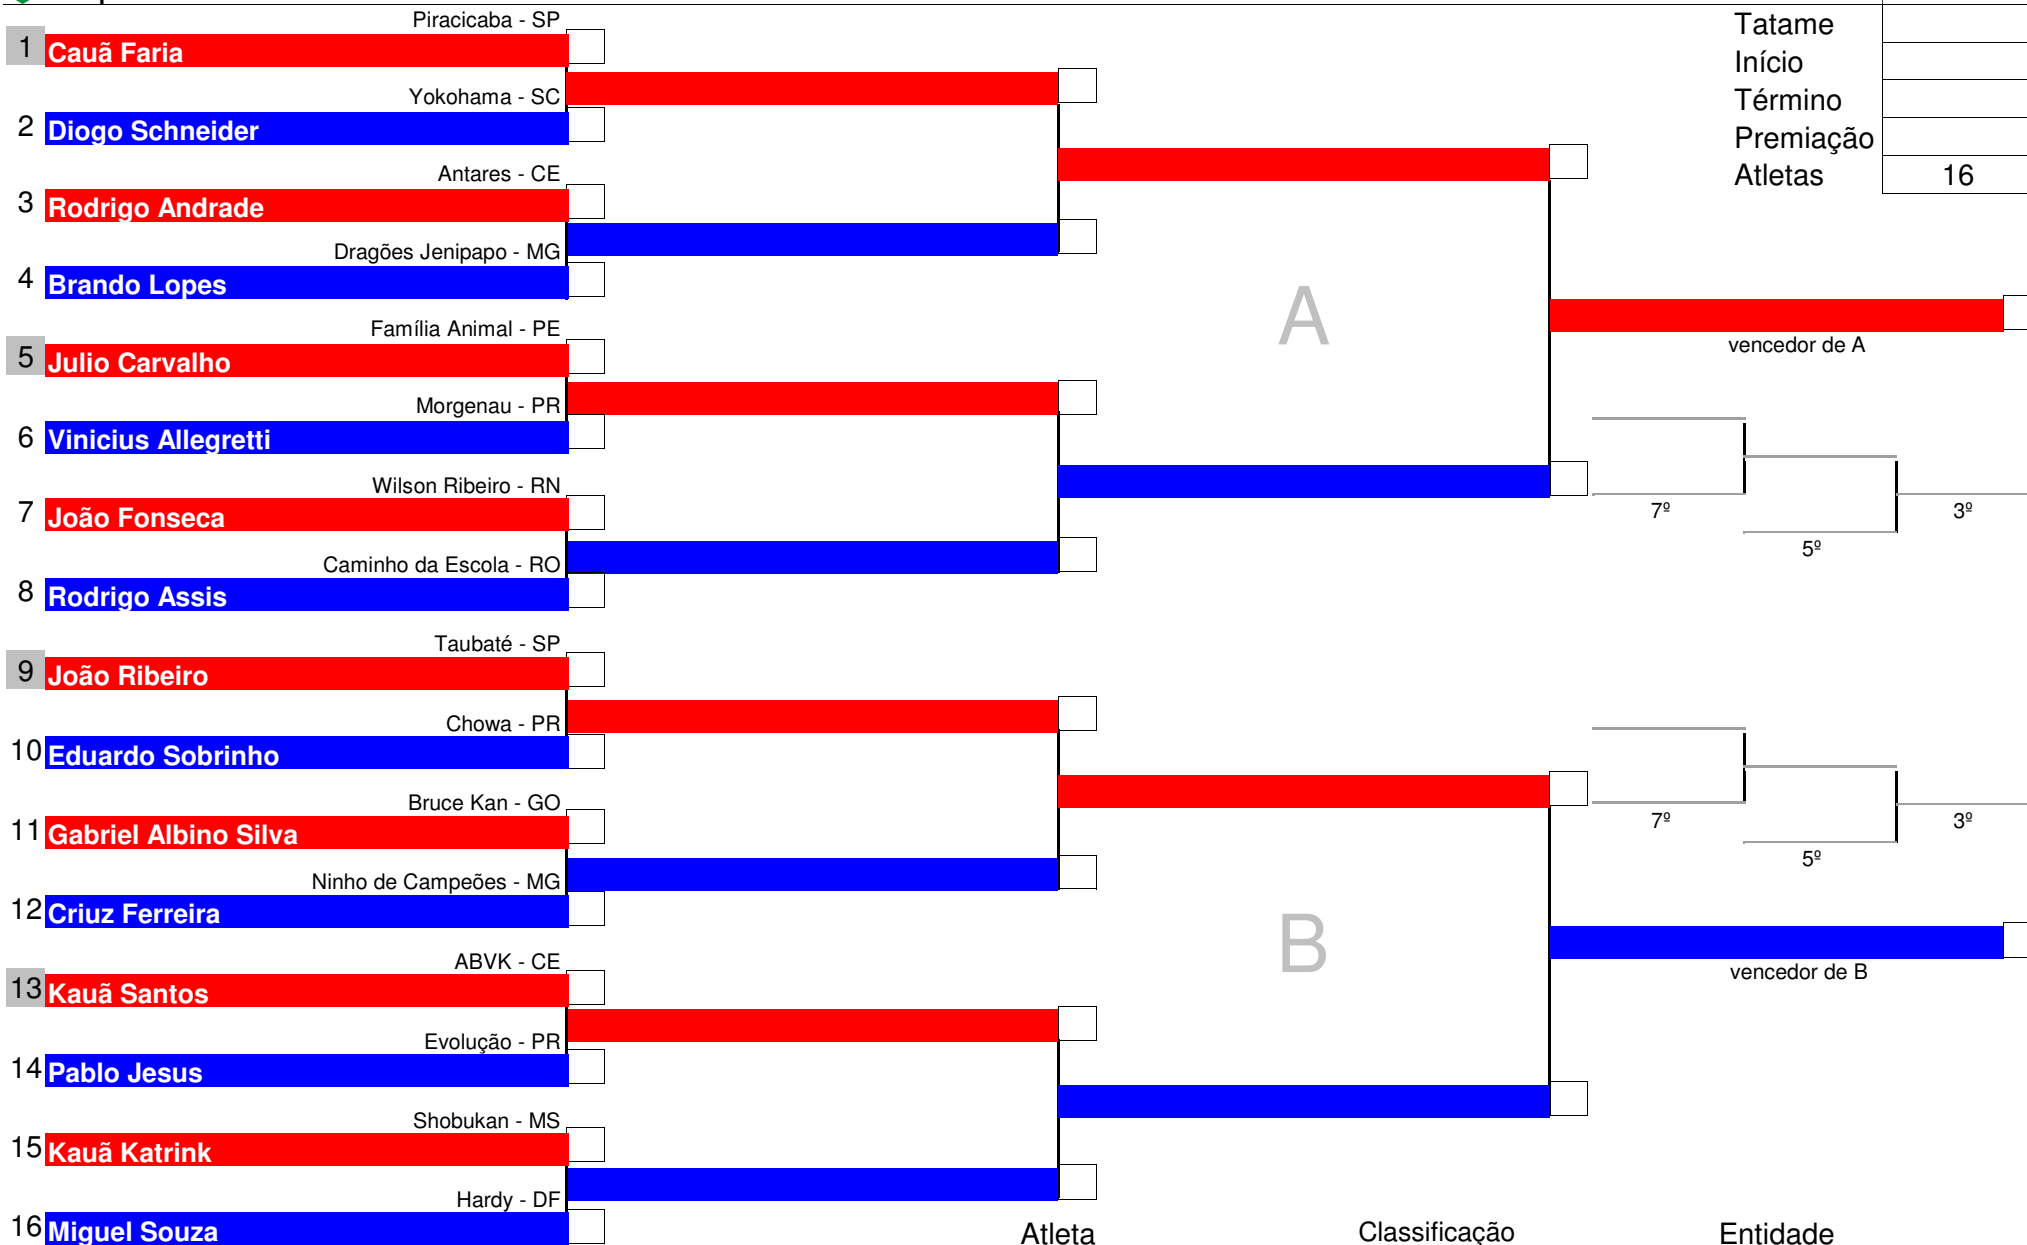 Piracicaba - SP
1 Cauã Faria
Yokohama - SC
2 Diogo Schneider
Antares - CE
3 Rodrigo Andrade
Dragões Jenipapo - MG
4 Brando Lopes
Família Animal - PE
5 Julio Carvalho
Morgenau - PR
6 Vinicius Allegretti
Wilson Ribeiro - RN
7 João Fonseca
Caminho da Escola - RO
8 Rodrigo Assis
Taubaté - SP
9 João Ribeiro
Chowa - PR
10 Eduardo Sobrinho
Bruce Kan - GO
11 Gabriel Albino Silva
Ninho de Campeões - MG
12 Criuz Ferreira
ABVK - CE
13 Kauã Santos
Evolução - PR
14 Pablo Jesus
Shobukan - MS
15 Kauã Katrink
Hardy - DF
16 Miguel Souza
A
B
Tatame
Início
Término
Premiação
Atletas 16
vencedor de A
7º
5º
3º
7º
5º
3º
vencedor de B
Atleta Classificação Entidade